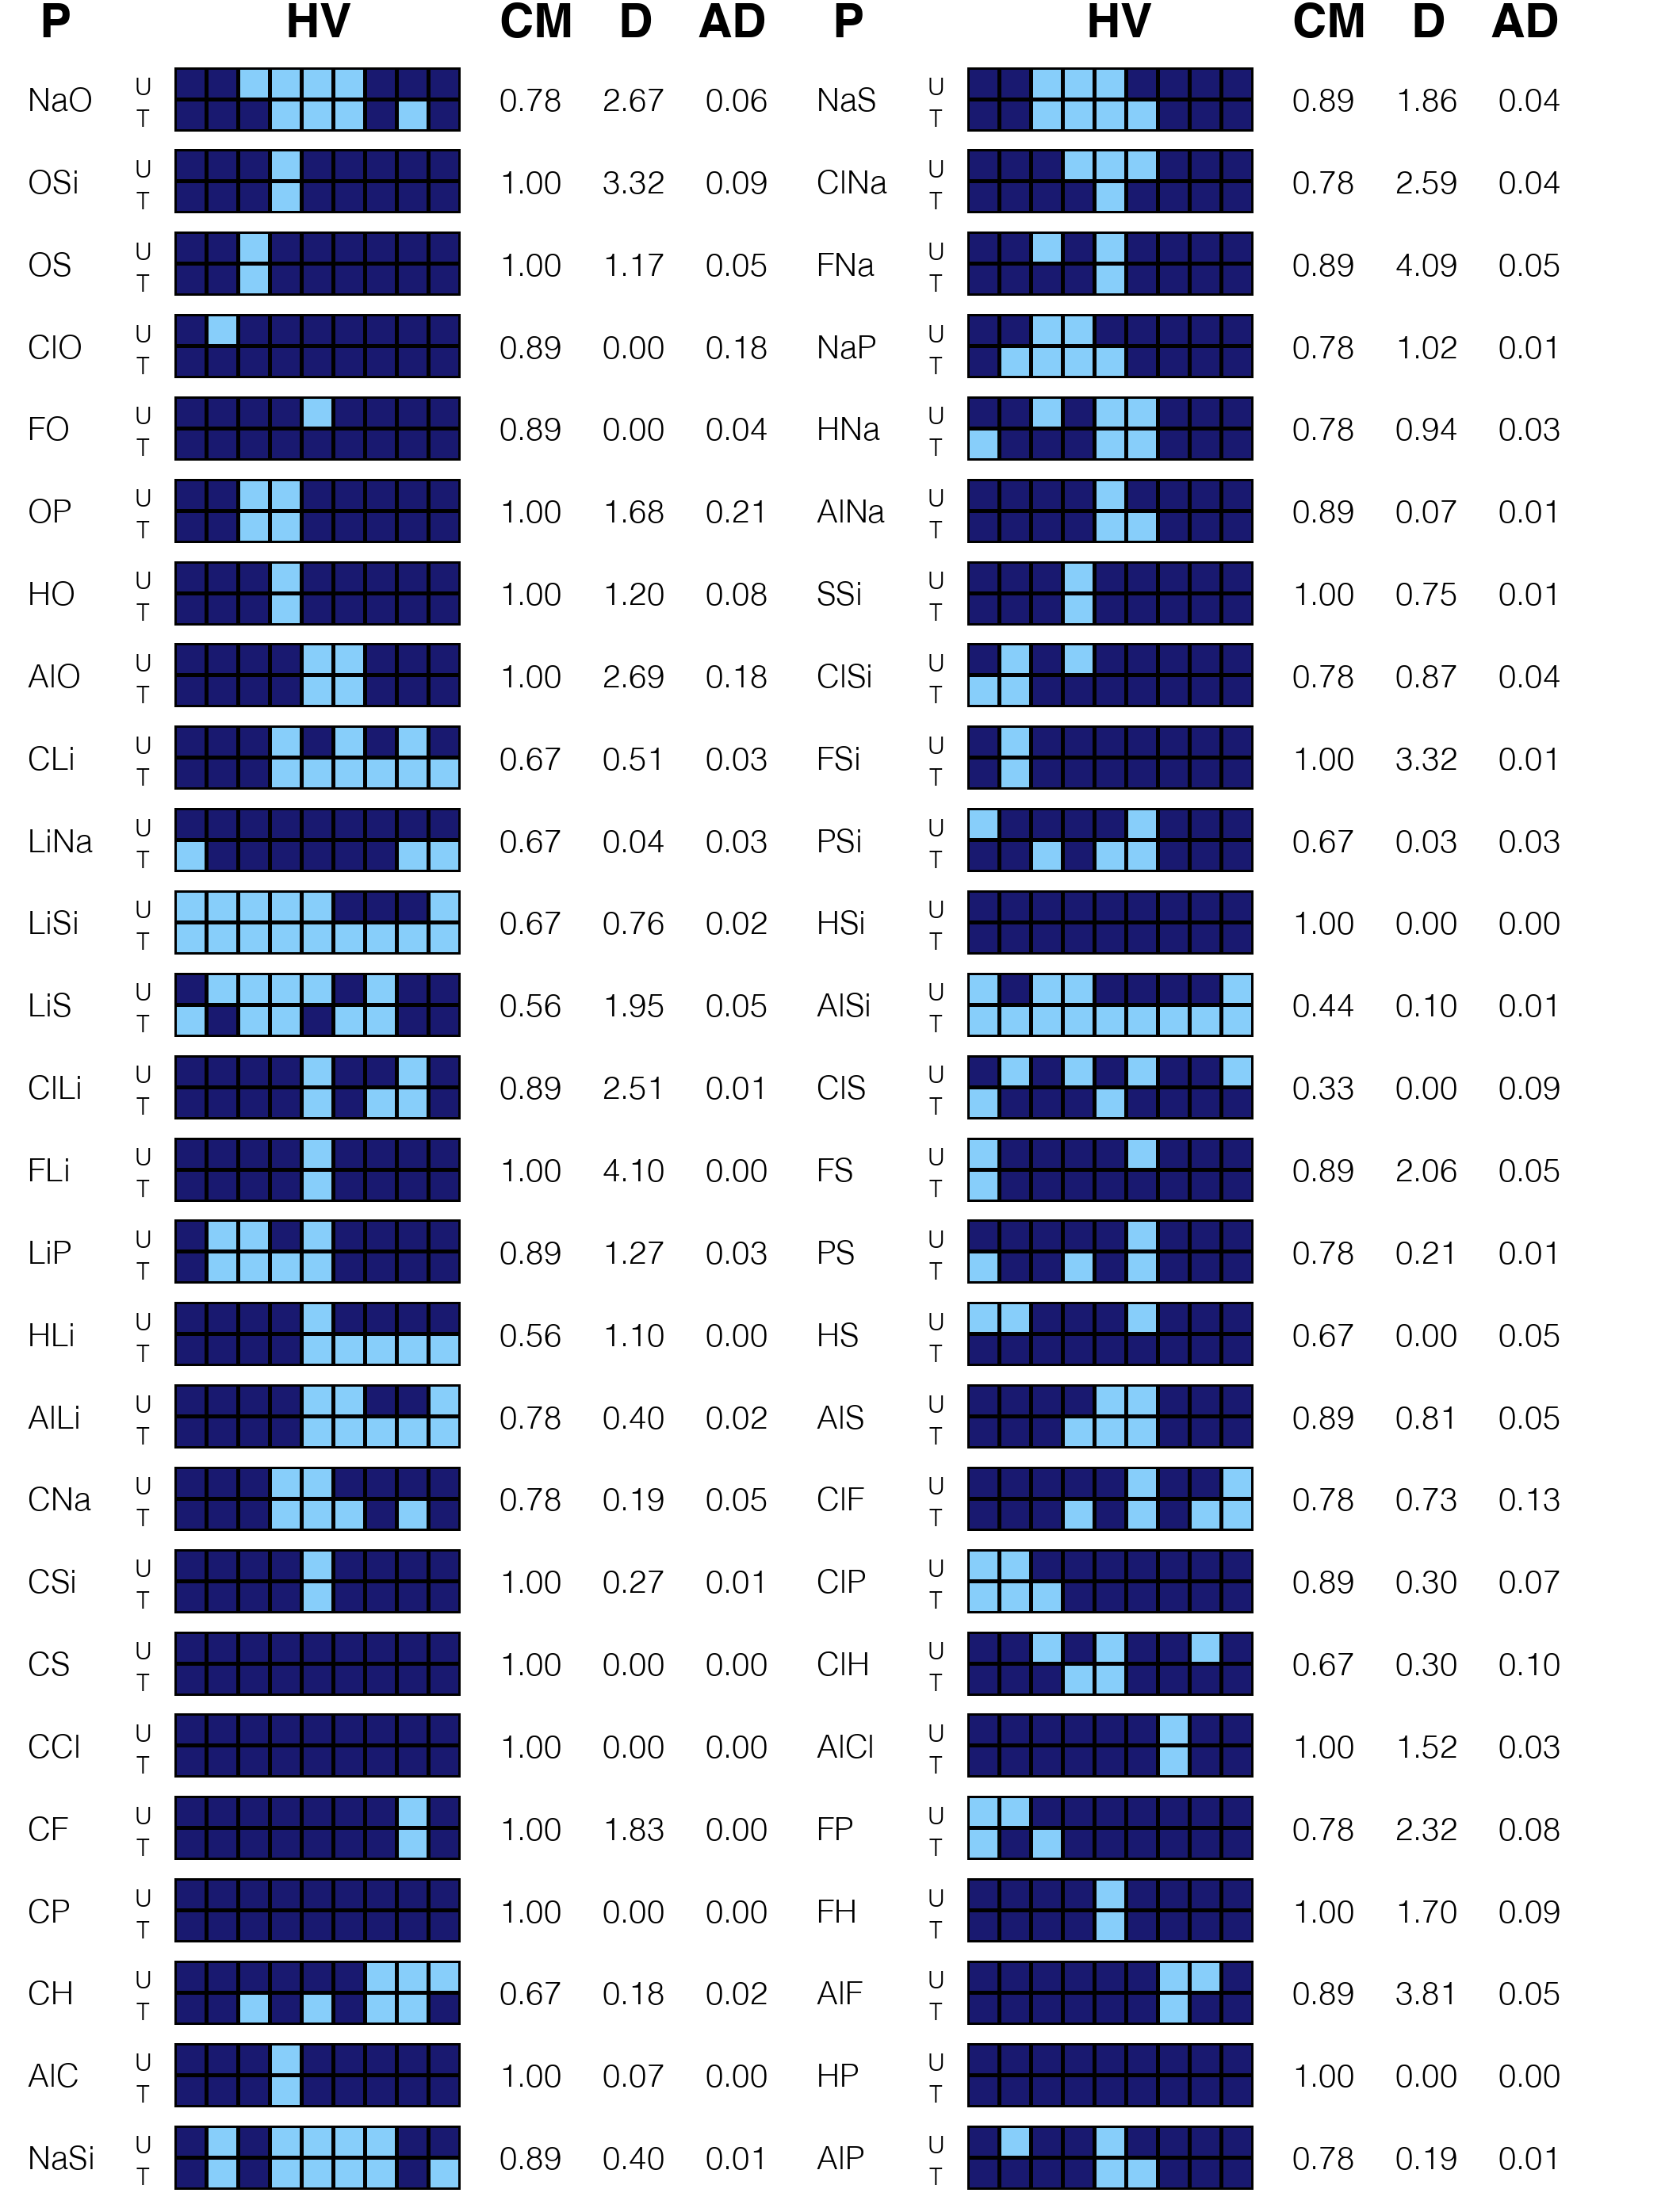 P HV CM D AD P HV CM D AD
NaO U T 0.78 2.67 0.06 NaS U T 0.89 1.86 0.04
OSi U T 1.00 3.32 0.09 ClNa U T 0.78 2.59 0.04
OS U T 1.00 1.17 0.05 FNa U T 0.89 4.09 0.05
ClO U T 0.89 0.00 0.18 NaP U T 0.78 1.02 0.01
FO U T 0.89 0.00 0.04 HNa U T 0.78 0.94 0.03
OP U T 1.00 1.68 0.21 AlNa U T 0.89 0.07 0.01
HO U T 1.00 1.20 0.08 SSi U T 1.00 0.75 0.01
AlO U T 1.00 2.69 0.18 ClSi U T 0.78 0.87 0.04
CLi U T 0.67 0.51 0.03 FSi U T 1.00 3.32 0.01
LiNa U T 0.67 0.04 0.03 PSi U T 0.67 0.03 0.03
LiSi U T 0.67 0.76 0.02 HSi U T 1.00 0.00 0.00
LiS U T 0.56 1.95 0.05 AlSi U T 0.44 0.10 0.01
ClLi U T 0.89 2.51 0.01 ClS U T 0.33 0.00 0.09
FLi U T 1.00 4.10 0.00 FS U T 0.89 2.06 0.05
LiP U T 0.89 1.27 0.03 PS U T 0.78 0.21 0.01
HLi U T 0.56 1.10 0.00 HS U T 0.67 0.00 0.05
AlLi U T 0.78 0.40 0.02 AlS U T 0.89 0.81 0.05
CNa U T 0.78 0.19 0.05 ClF U T 0.78 0.73 0.13
CSi U T 1.00 0.27 0.01 ClP U T 0.89 0.30 0.07
CS U T 1.00 0.00 0.00 ClH U T 0.67 0.30 0.10
CCl U T 1.00 0.00 0.00 AlCl U T 1.00 1.52 0.03
CF U T 1.00 1.83 0.00 FP U T 0.78 2.32 0.08
CP U T 1.00 0.00 0.00 FH U T 1.00 1.70 0.09
CH U T 0.67 0.18 0.02 AlF U T 0.89 3.81 0.05
AlC U T 1.00 0.07 0.00 HP U T 1.00 0.00 0.00
NaSi U T 0.89 0.40 0.01 AlP U T 0.78 0.19 0.01